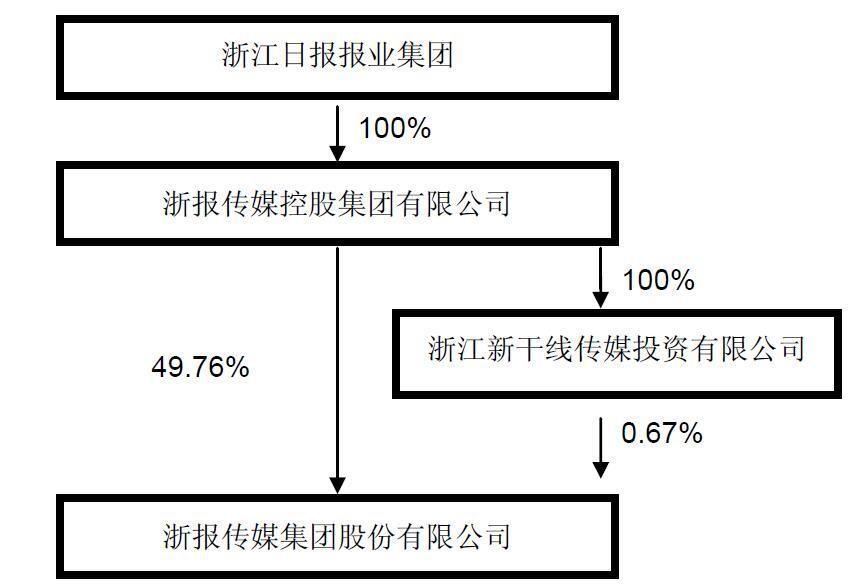 浙江日报报业集团
100%
浙报传媒控股集团有限公司
100%
浙江新干线传媒投资有限公司
49.76%
0.67%
浙报传媒集团股份有限公司